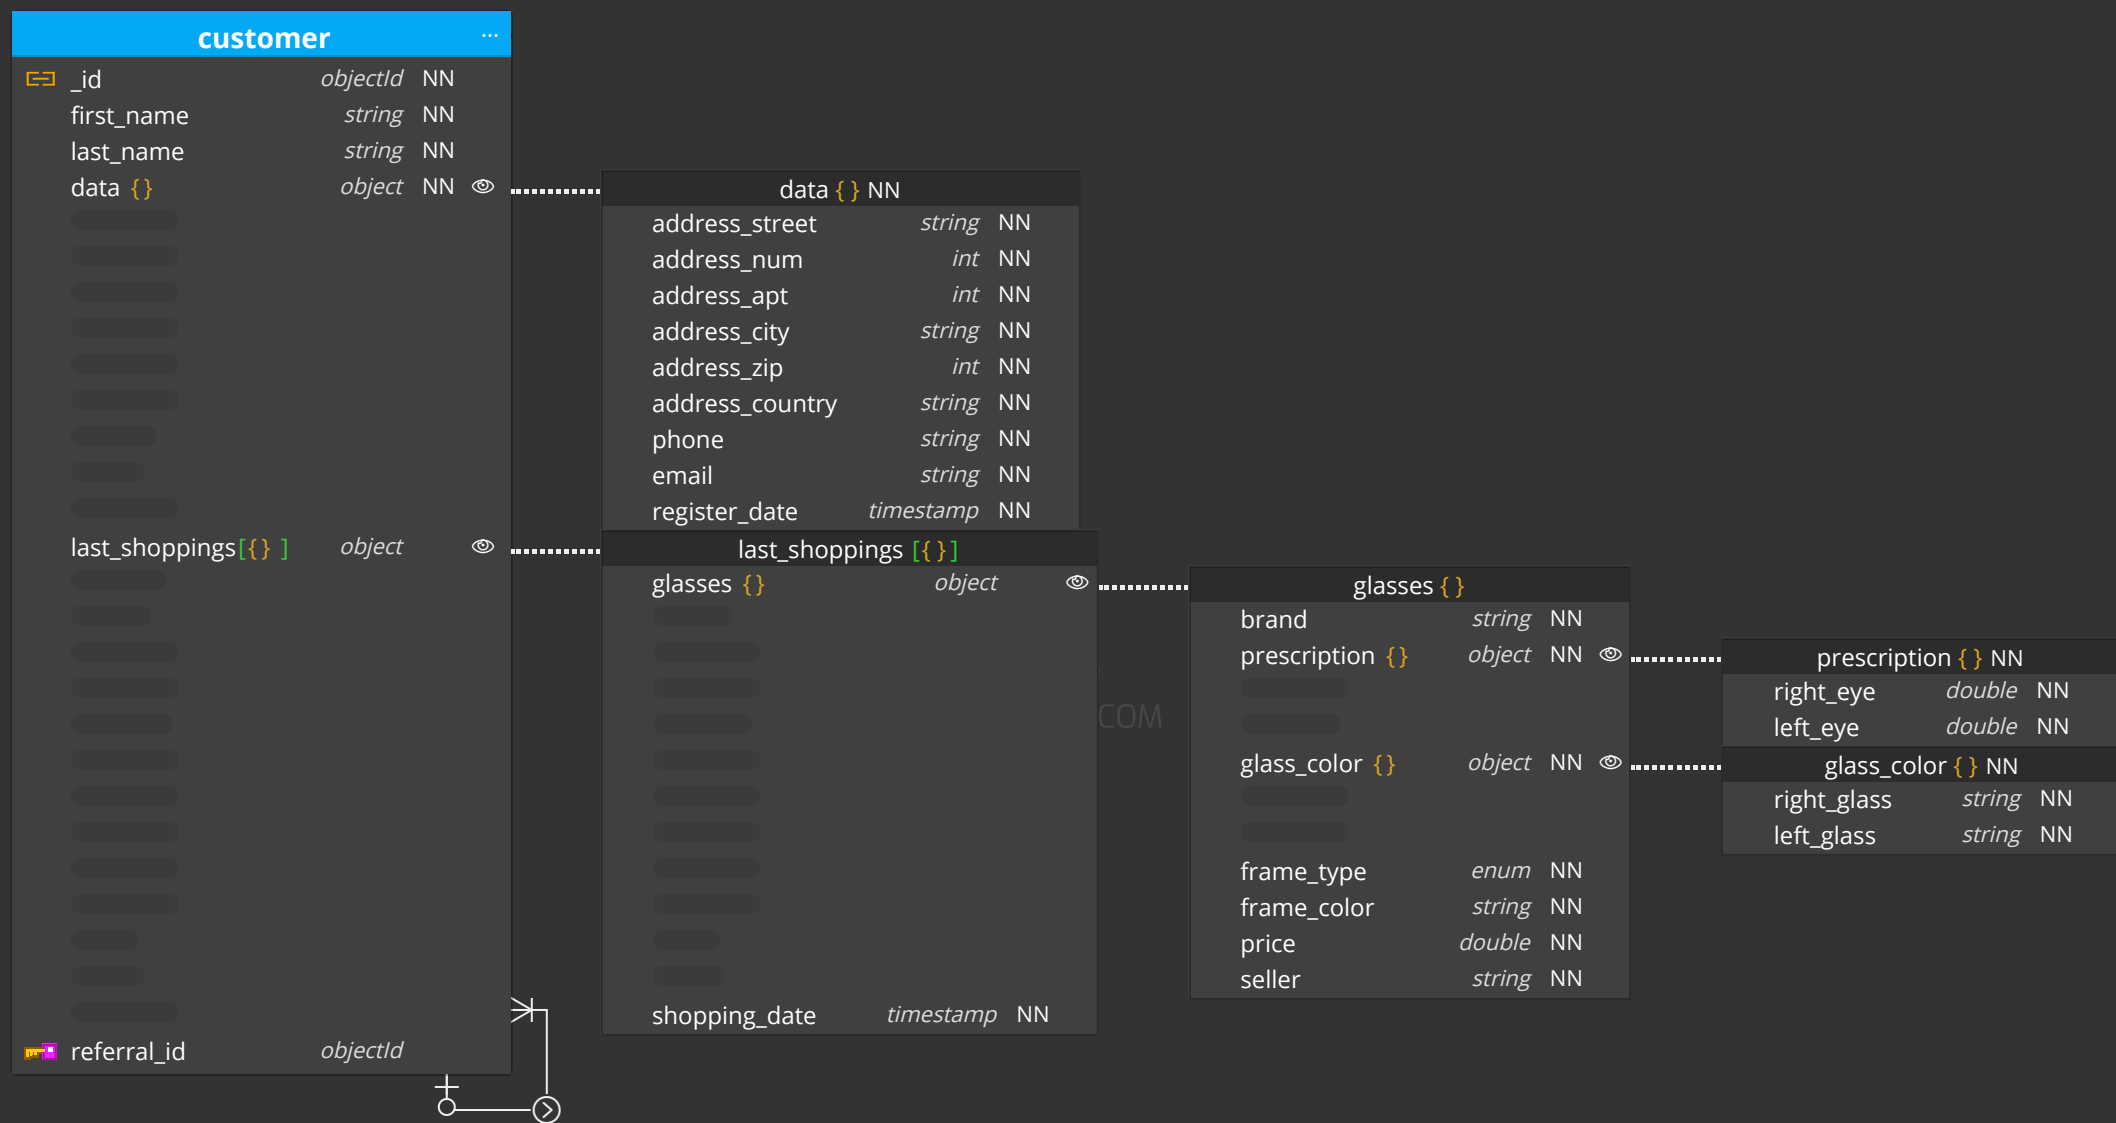 customer ...
_id objectId NN
first_name string NN
last_name string NN
data {} object NN
last_shoppings[{} ] object
referral_id objectId
data { } NN
address_street string NN
address_num int NN
address_apt int NN
address_city string NN
address_zip int NN
address_country string NN
phone string NN
email string NN
register_date timestamp NN
last_shoppings [{ }]
glasses {} object
shopping_date timestamp NN
COM
glasses { }
brand string NN
prescription {} object NN
glass_color {} object NN
frame_type enum NN
frame_color string NN
price double NN
seller string NN
prescription { } NN
right_eye double NN
left_eye double NN
glass_color { } NN
right_glass string NN
left_glass string NN